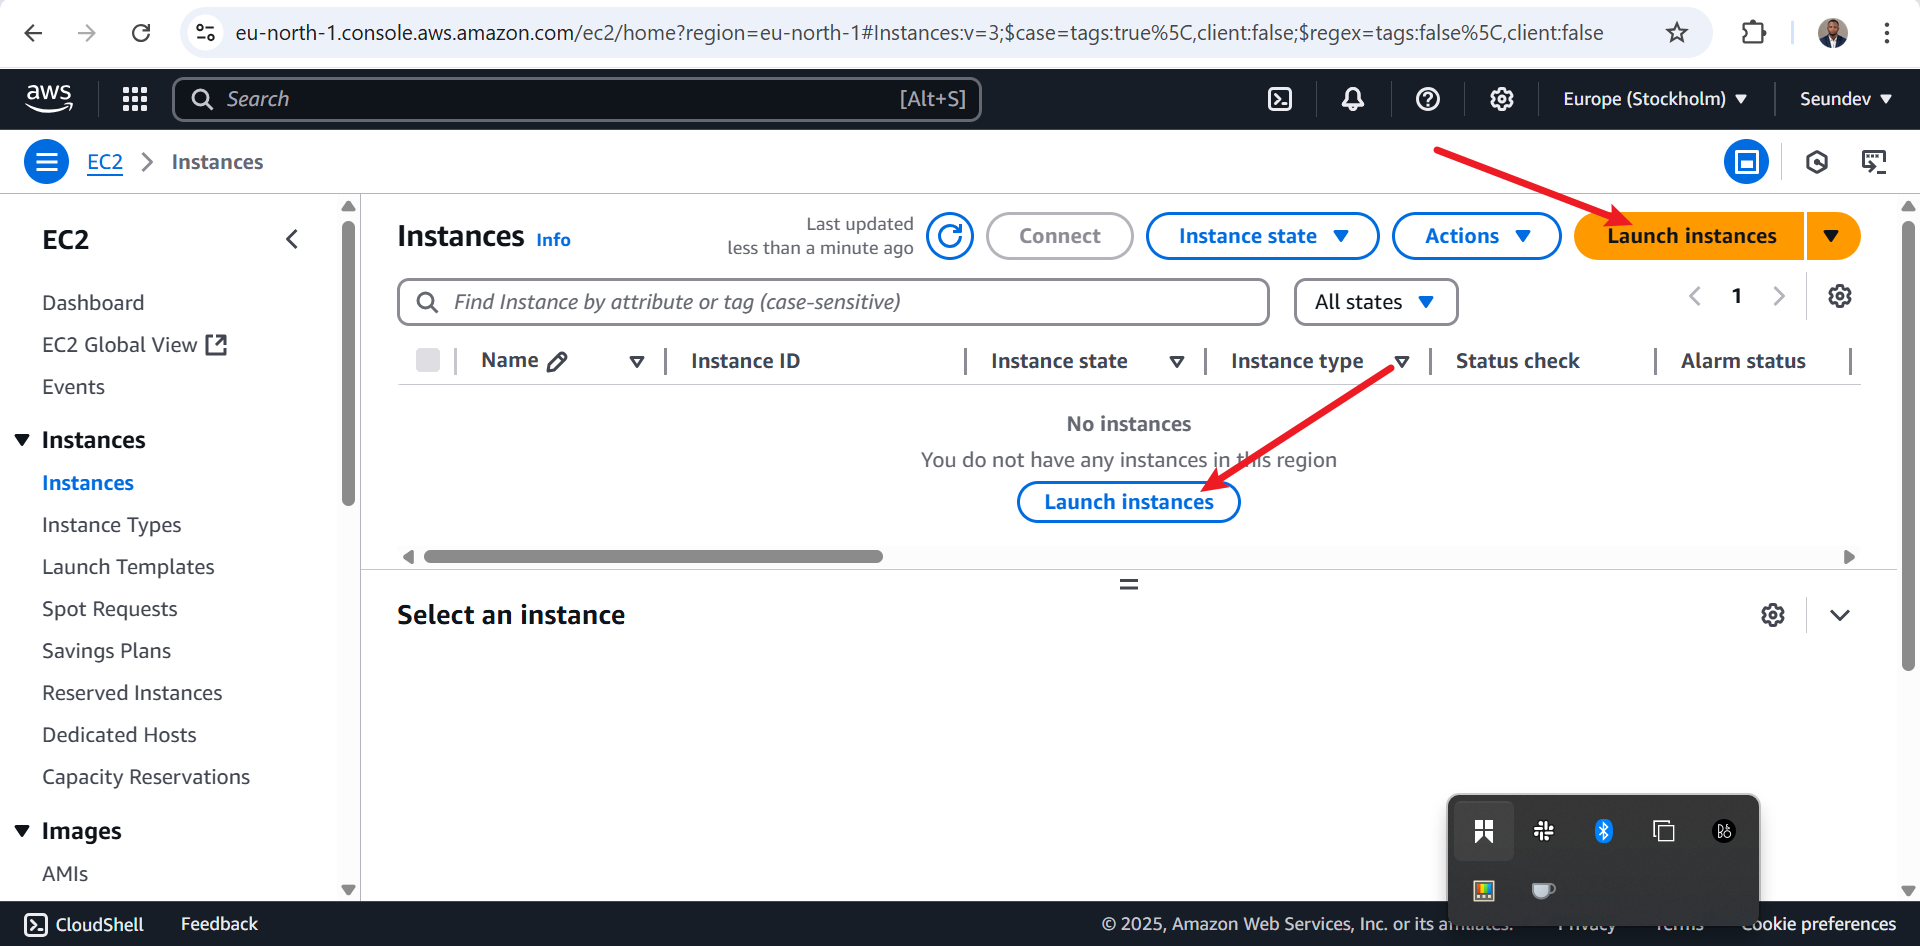 eu-north-1.console.aws.amazon.com/ec2/home?region=eu-north-1#Instances:v=3;$case=tags:true%5C,client:false;$regex=tags:false%5C,client:false
aws
Search
[Alt+S]
Europe (Stockholm)
Seundev
EC2
Instances
EC2
Dashboard
EC2 Global View
Events
Instances
Instances
Instance Types
Launch Templates
Spot Requests
Savings Plans
Reserved Instances
Dedicated Hosts
Capacity Reservations
Images
AMIs
Instances Info
Last updated
less than a minute ago
Connect
Instance state
Actions
Launch instances
Find Instance by attribute or tag (case-sensitive)
All states
1
Name
Instance ID
Instance state
Instance type
Status check
Alarm status
No instances
You do not have any instances in this region
Launch instances
Select an instance
CloudShell
Feedback
© 2025, Amazon Web Services, Inc. or its affiliates.
Privacy
Terms
Cookie preferences